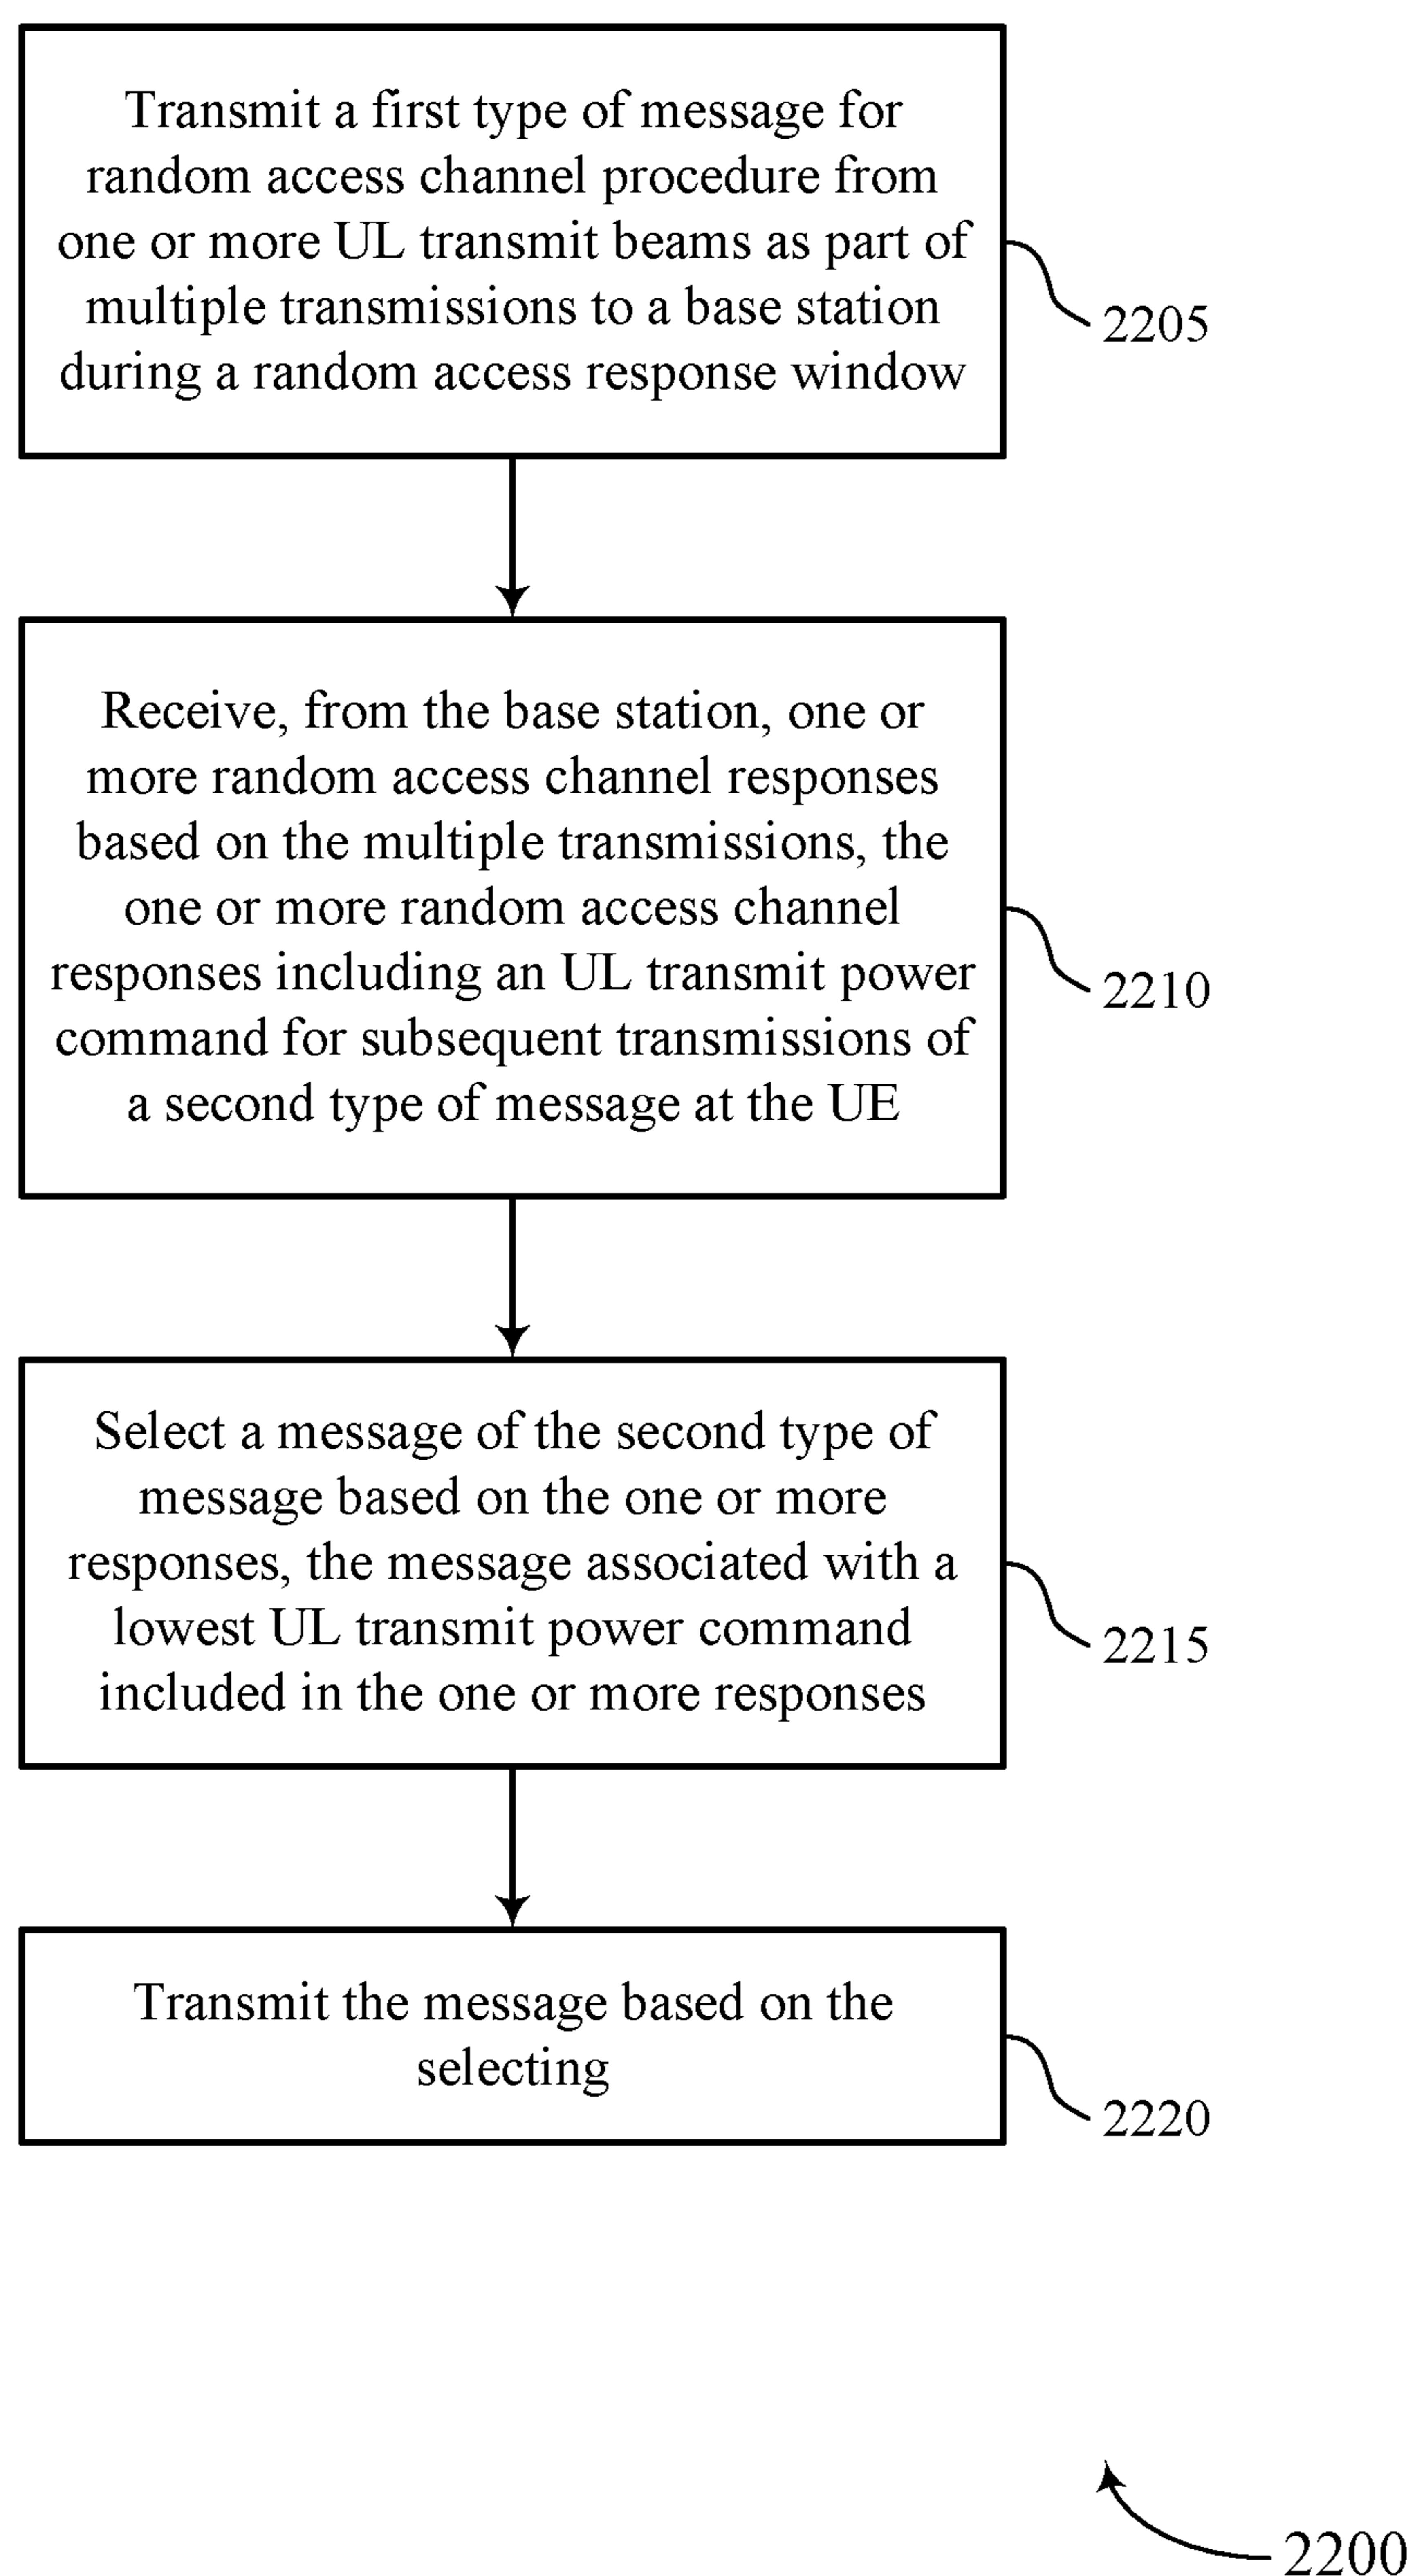 Transmit a first type of message for
random access channel procedure from
one or more UL transmit beams as part of
multiple transmissions to a base station
during a random access response window
2205
Receive, from the base station, one or
more random access channel responses
based on the multiple transmissions, the
one or more random access channel
responses including an UL transmit power
command for subsequent transmissions of
a second type of message at the UE
2210
Select a message of the second type of
message based on the one or more
responses, the message associated with a
lowest UL transmit power command
included in the one or more responses
2215
Transmit the message based on the
selecting
2220
2200